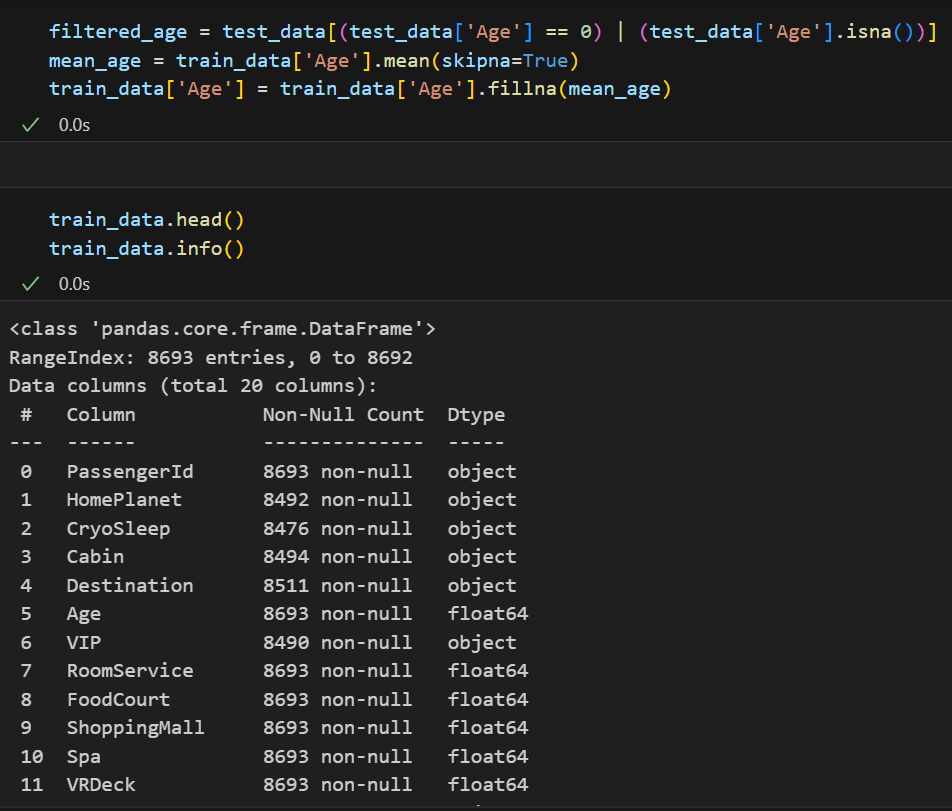 filtered_age = test_data[(test_data['Age'] == 0) | (test_data['Age'].isna())]
mean_age = train_data['Age'].mean(skipna=True)
train_data['Age'] = train_data['Age'].fillna(mean_age)
0.0s
train_data.head()
train_data.info()
0.0s
<class 'pandas.core.frame.DataFrame'>
RangeIndex: 8693 entries, 0 to 8692
Data columns (total 20 columns):
 #   Column        Non-Null Count  Dtype
---  ------        --------------  -----
 0   PassengerId   8693 non-null   object
 1   HomePlanet    8492 non-null   object
 2   CryoSleep     8476 non-null   object
 3   Cabin         8494 non-null   object
 4   Destination   8511 non-null   object
 5   Age           8693 non-null   float64
 6   VIP           8490 non-null   object
 7   RoomService   8693 non-null   float64
 8   FoodCourt     8693 non-null   float64
 9   ShoppingMall  8693 non-null   float64
 10  Spa           8693 non-null   float64
 11  VRDeck        8693 non-null   float64